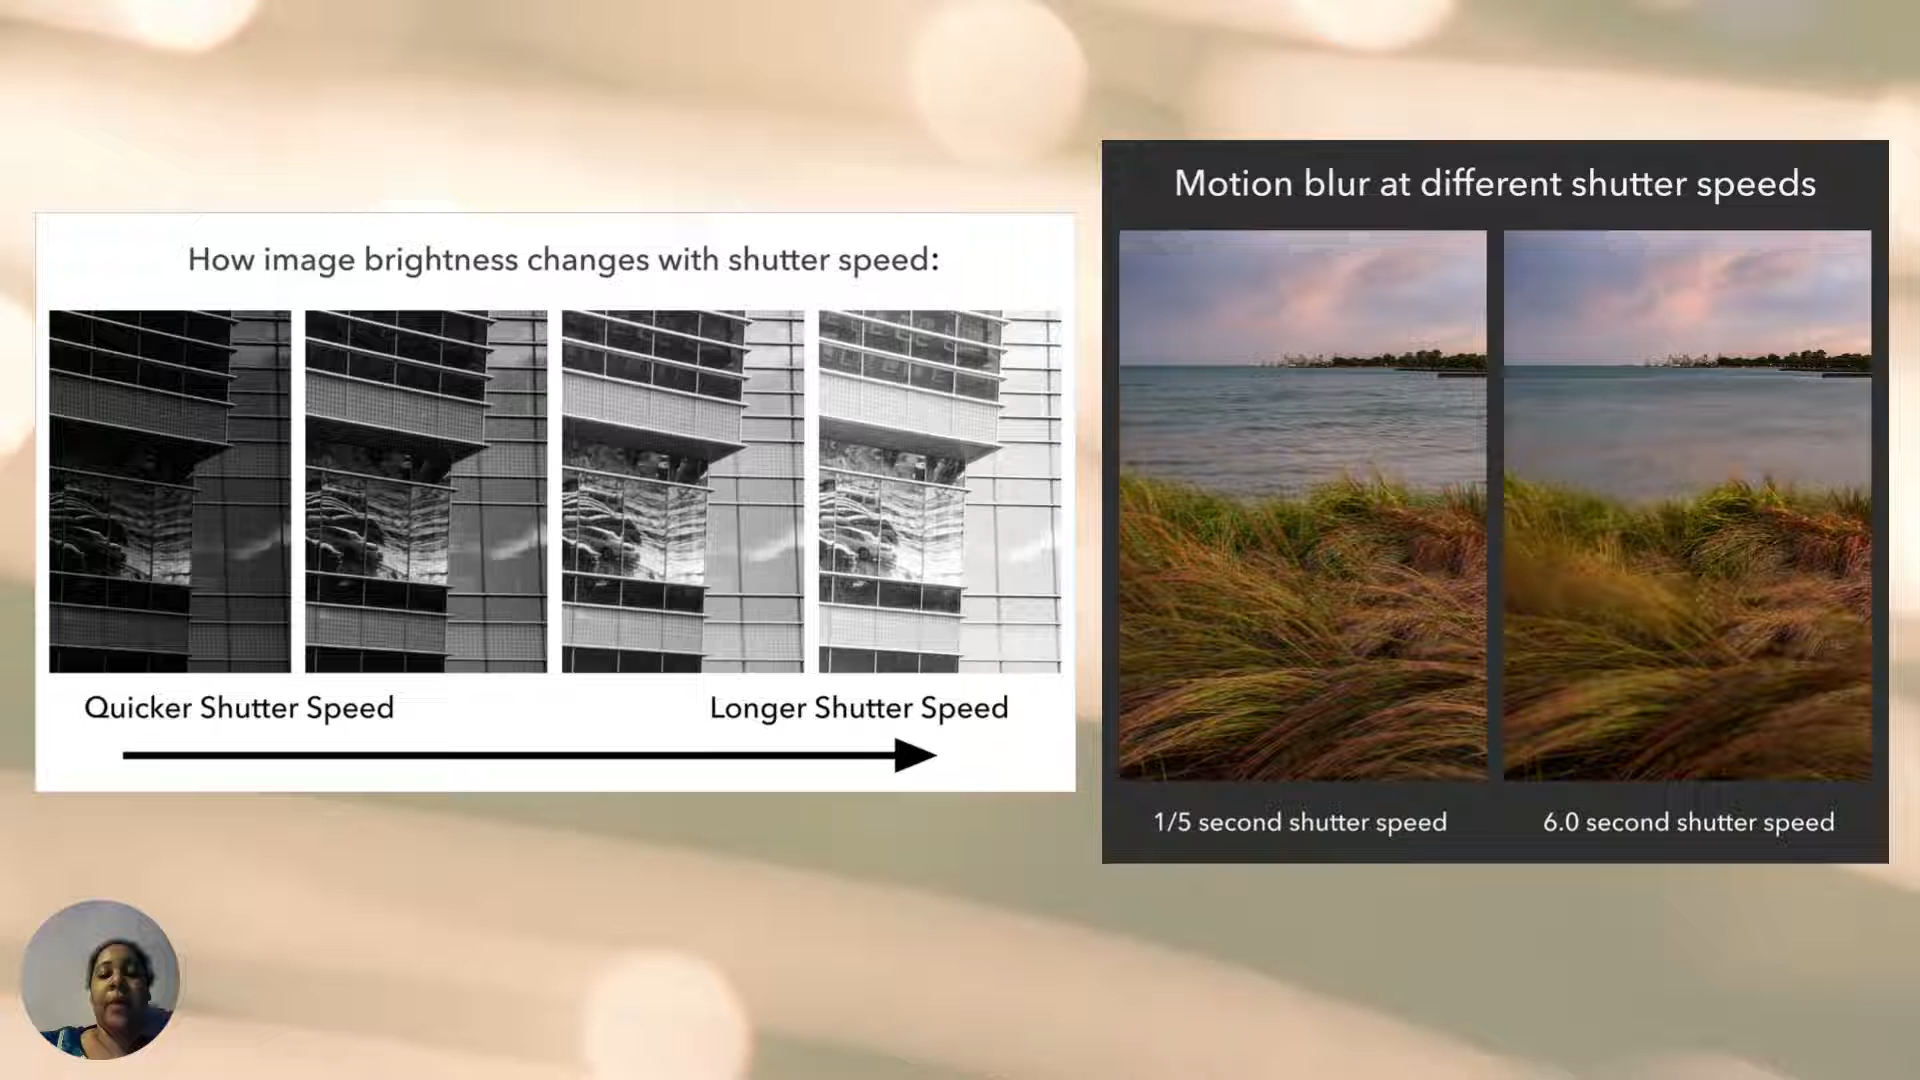 How image brightness changes with shutter speed:
Quicker Shutter Speed
Longer Shutter Speed
Motion blur at different shutter speeds
1/5 second shutter speed
6.0 second shutter speed